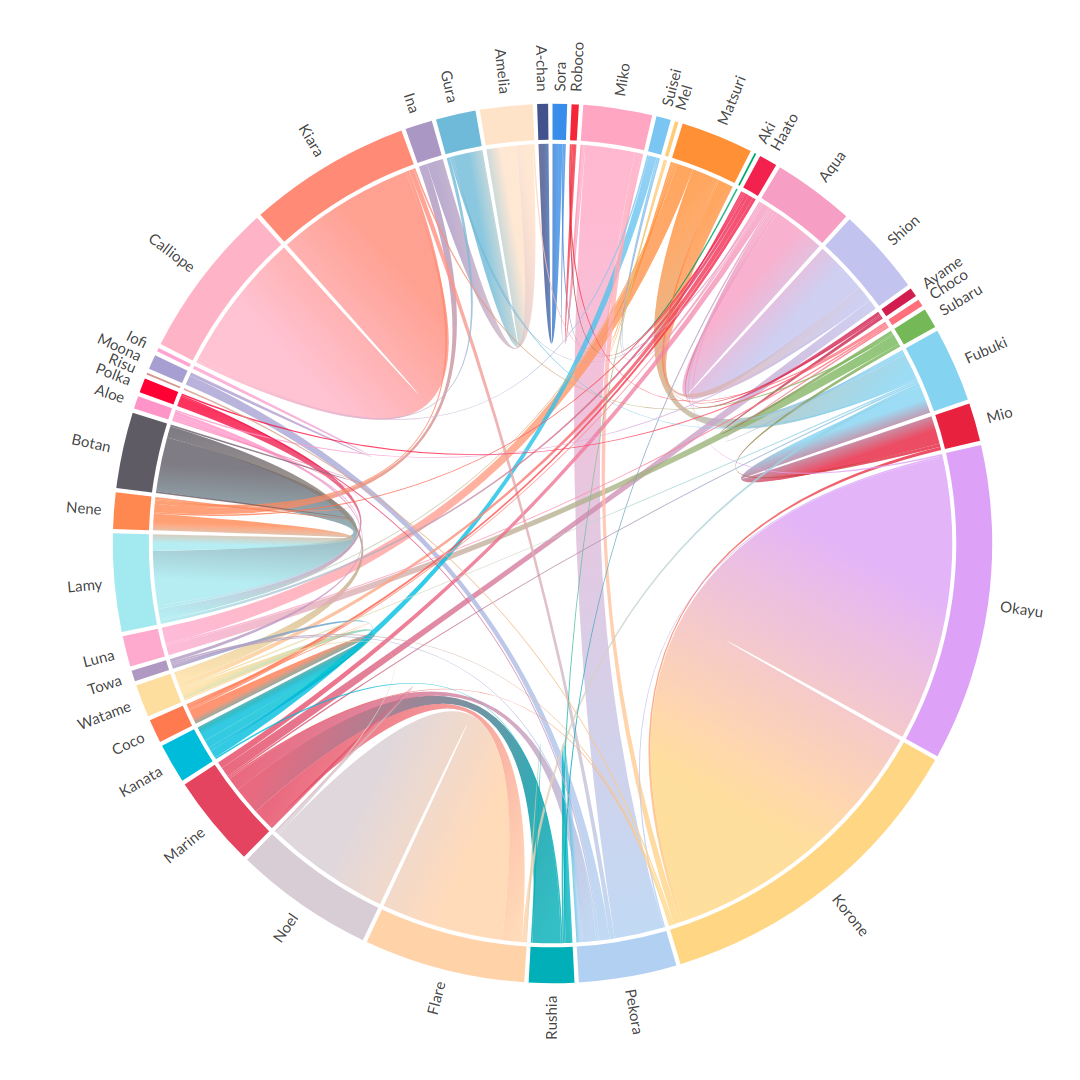 A-chan
Sora
Roboco
Miko
Suisei
Mel
Matsuri
Aki
Haato
Aqua
Shion
Ayame
Choco
Subaru
Fubuki
Mio
Okayu
Korone
Pekora
Rushia
Flare
Noel
Marine
Kanata
Coco
Watame
Towa
Luna
Lamy
Nene
Botan
Aloe
Polka
Risu
Moona
Iofi
Calliope
Kiara
Ina
Gura
Amelia